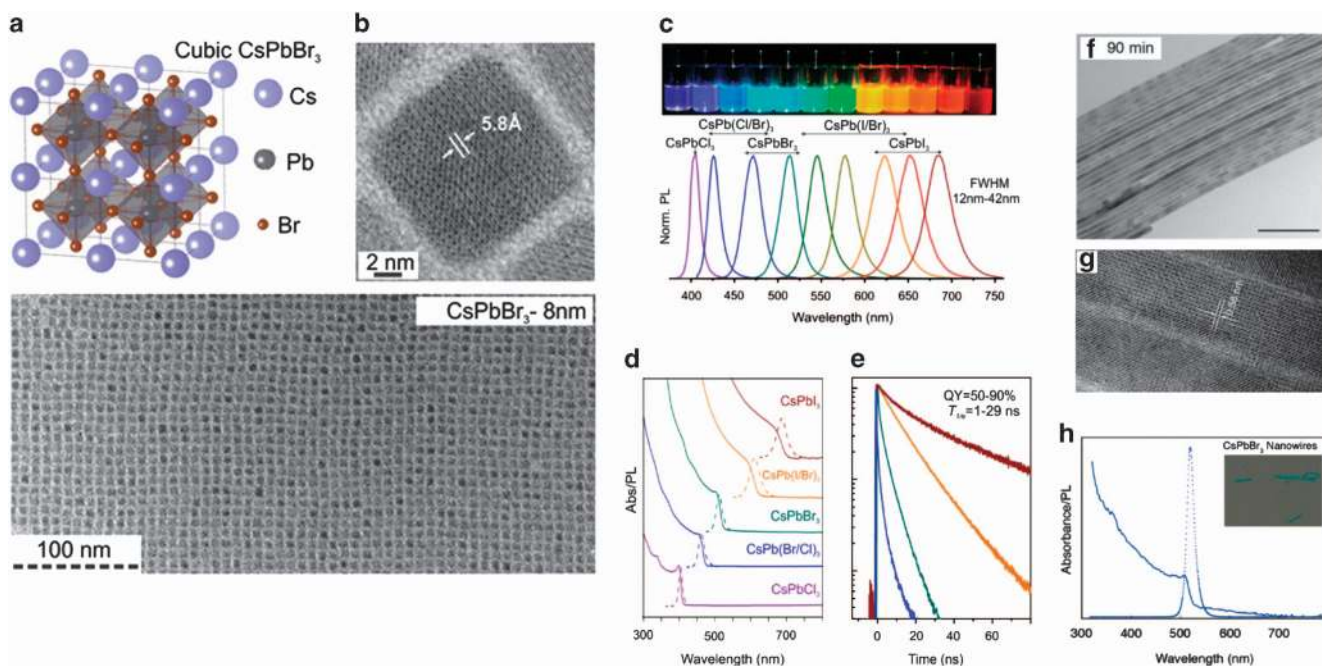 a
Cubic CsPbBr₃
Cs
Pb
Br
b
5.8Å
2 nm
CsPbBr₃- 8nm
100 nm
c
CsPb(Cl/Br)₃
CsPb(I/Br)₃
CsPbCl₃
CsPbBr₃
CsPbI₃
FWHM
12nm-42nm
Norm. PL
400 450 500 550 600 650 700 750
Wavelength (nm)
d
CsPbI₃
CsPb(I/Br)₃
CsPbBr₃
CsPb(Br/Cl)₃
CsPbCl₃
Abs/PL
300 500 700
Wavelength (nm)
e
QY=50-90%
T1/e=1-29 ns
0 20 40 60
Time (ns)
f
90 min
g
h
CsPbBr₃ Nanowires
Absorbance/PL
300 400 500 600 700
Wavelength (nm)